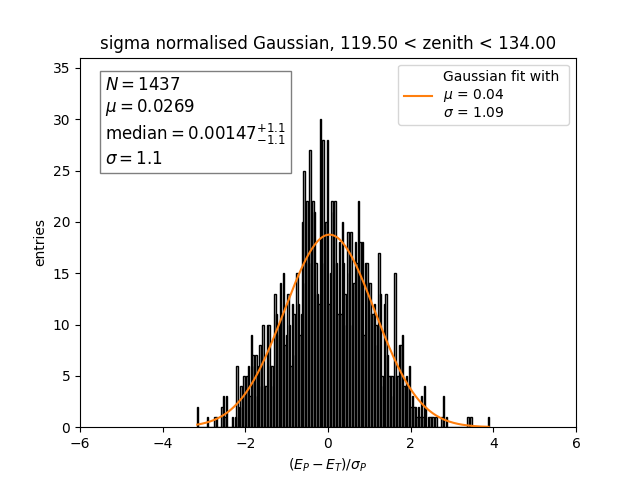 sigma normalised Gaussian, 119.50 < zenith < 134.00
N = 1437
μ = 0.0269
median = 0.00147 +1.1 −1.1
σ = 1.1
Gaussian fit with
μ = 0.04
σ = 1.09
35
30
25
20
15
10
5
0
entries
−6 −4 −2 0 2 4 6
(E_P − E_T)/σ_P